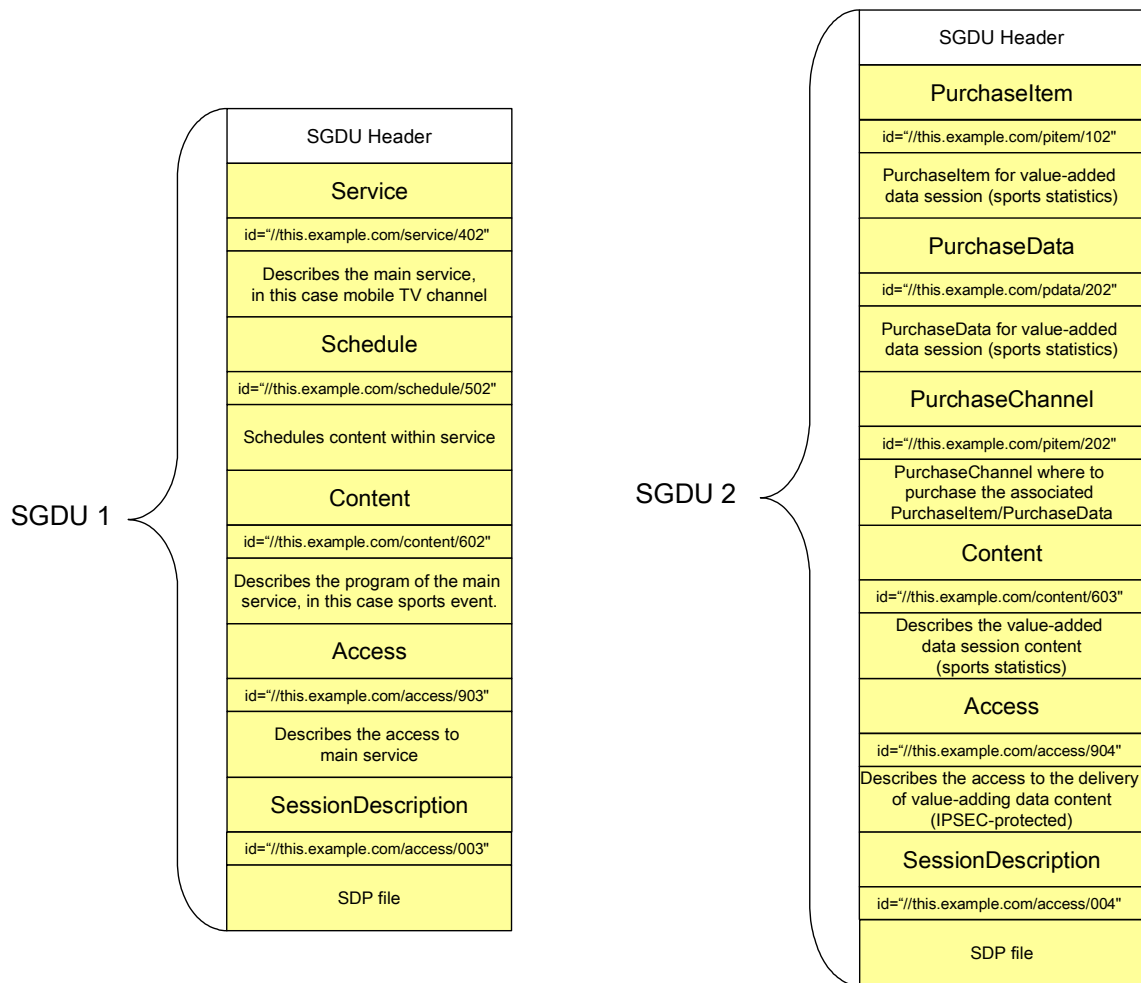 SGDU 1
SGDU Header
Service
id=“//this.example.com/service/402"
Describes the main service,
in this case mobile TV channel
Schedule
id=“//this.example.com/schedule/502"
Schedules content within service
Content
id=“//this.example.com/content/602"
Describes the program of the main
service, in this case sports event.
Access
id=“//this.example.com/access/903"
Describes the access to
main service
SessionDescription
id=“//this.example.com/access/003"
SDP file
SGDU 2
SGDU Header
PurchaseItem
id=“//this.example.com/pitem/102"
PurchaseItem for value-added
data session (sports statistics)
PurchaseData
id=“//this.example.com/pdata/202"
PurchaseData for value-added
data session (sports statistics)
PurchaseChannel
id=“//this.example.com/pitem/202"
PurchaseChannel where to
purchase the associated
PurchaseItem/PurchaseData
Content
id=“//this.example.com/content/603"
Describes the value-added
data session content
(sports statistics)
Access
id=“//this.example.com/access/904"
Describes the access to the delivery
of value-adding data content
(IPSEC-protected)
SessionDescription
id=“//this.example.com/access/004"
SDP file